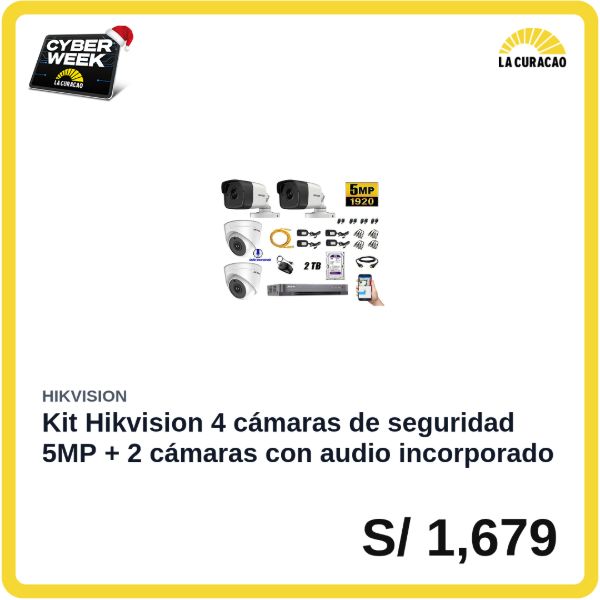 CYBER
WEEK
LA CURACAO
LA CURACAO
5MP
1920
2 TB
HIKVISION
Kit Hikvision 4 cámaras de seguridad
5MP + 2 cámaras con audio incorporado
S/ 1,679